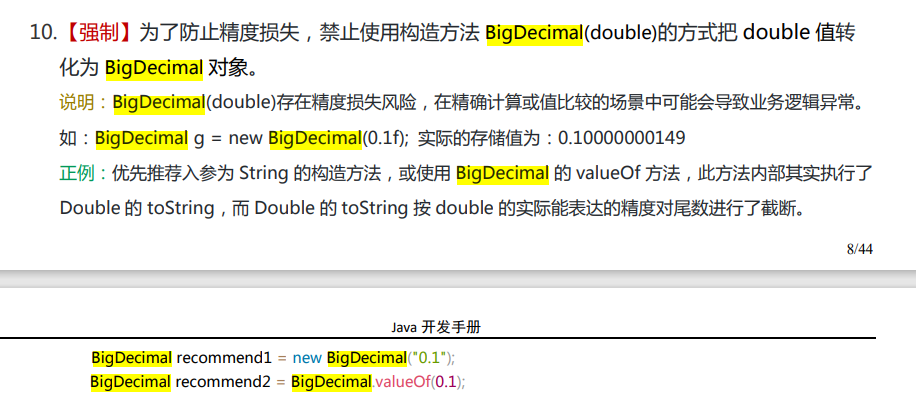 10.【强制】为了防止精度损失，禁止使用构造方法 BigDecimal(double)的方式把 double 值转
化为 BigDecimal 对象。
说明：BigDecimal(double)存在精度损失风险，在精确计算或值比较的场景中可能会导致业务逻辑异常。
如：BigDecimal g = new BigDecimal(0.1f); 实际的存储值为：0.10000000149
正例：优先推荐入参为 String 的构造方法，或使用 BigDecimal 的 valueOf 方法，此方法内部其实执行了
Double 的 toString，而 Double 的 toString 按 double 的实际能表达的精度对尾数进行了截断。
8/44
Java 开发手册
BigDecimal recommend1 = new BigDecimal("0.1");
BigDecimal recommend2 = BigDecimal.valueOf(0.1);